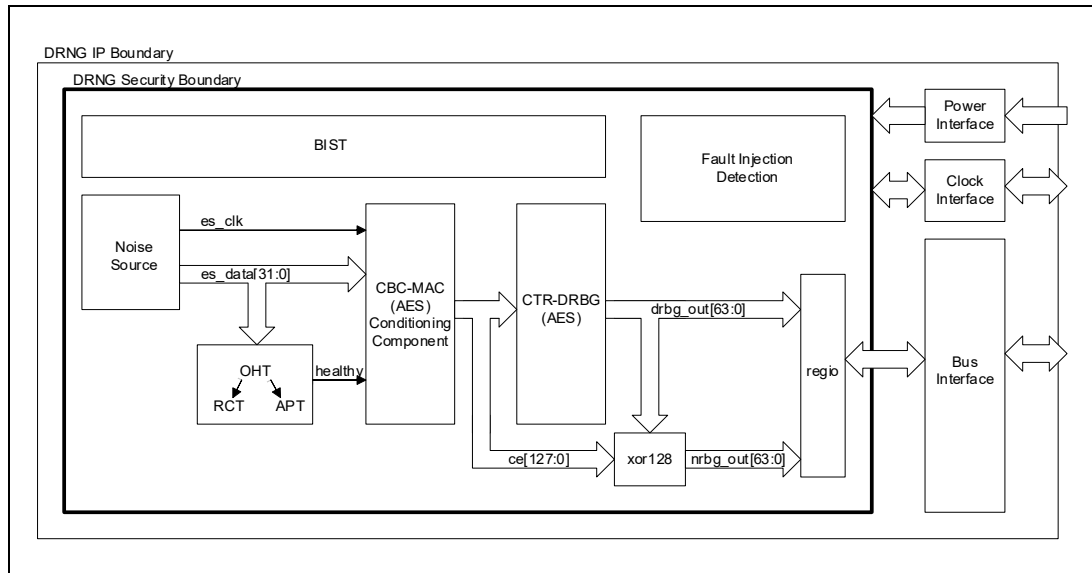 DRNG IP Boundary
DRNG Security Boundary
BIST
Fault Injection
Detection
Power
Interface
Clock
Interface
Noise
Source
es_clk
es_data[31:0]
CBC-MAC
(AES)
Conditioning
Component
CTR-DRBG
(AES)
drbg_out[63:0]
regio
Bus
Interface
OHT
RCT
APT
healthy
ce[127:0]
xor128
nrbg_out[63:0]